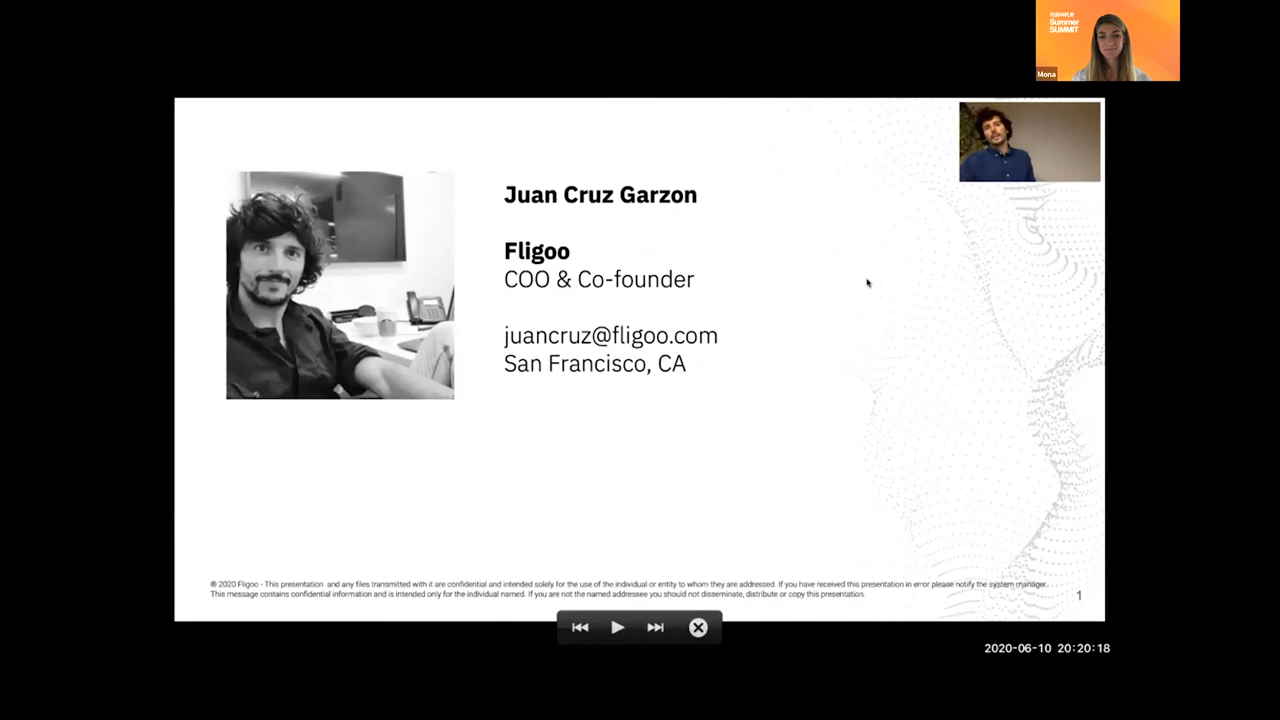 Summer
SUMMIT
Mona
Juan Cruz Garzon
Fligoo
COO & Co-founder
juancruz@fligoo.com
San Francisco, CA
® 2020 Fligoo - This presentation and any files transmitted with it are confidential and intended solely for the use of the individual or entity to whom they are addressed. If you have received this presentation in error please notify the system manager.
This message contains confidential information and is intended only for the individual named. If you are not the named addressee you should not disseminate, distribute or copy this presentation.
1
2020-06-10 20:20:18